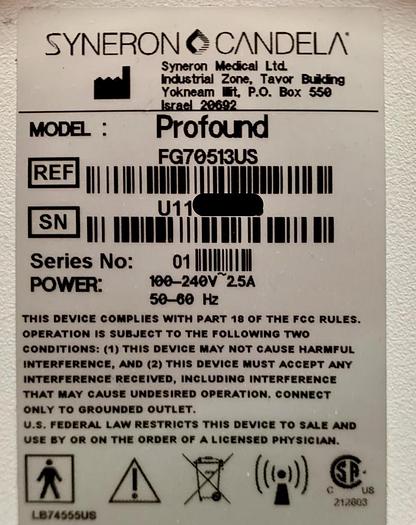 SYNERON CANDELA
Syneron Medical Ltd.
Industrial Zone, Tavor Building
Yokneam Illit, P.O. Box 550
Israel 20692
MODEL : Profound
FG70513US
REF
U11
SN
Series No: 01
POWER: 100-240V~2.5A
50-60 Hz
THIS DEVICE COMPLIES WITH PART 18 OF THE FCC RULES.
OPERATION IS SUBJECT TO THE FOLLOWING TWO
CONDITIONS: (1) THIS DEVICE MAY NOT CAUSE HARMFUL
INTERFERENCE, AND (2) THIS DEVICE MUST ACCEPT ANY
INTERFERENCE RECEIVED, INCLUDING INTERFERENCE
THAT MAY CAUSE UNDESIRED OPERATION. CONNECT
ONLY TO GROUNDED OUTLET.
U.S. FEDERAL LAW RESTRICTS THIS DEVICE TO SALE AND
USE BY OR ON THE ORDER OF A LICENSED PHYSICIAN.
SA
C US
LB74555US
212603